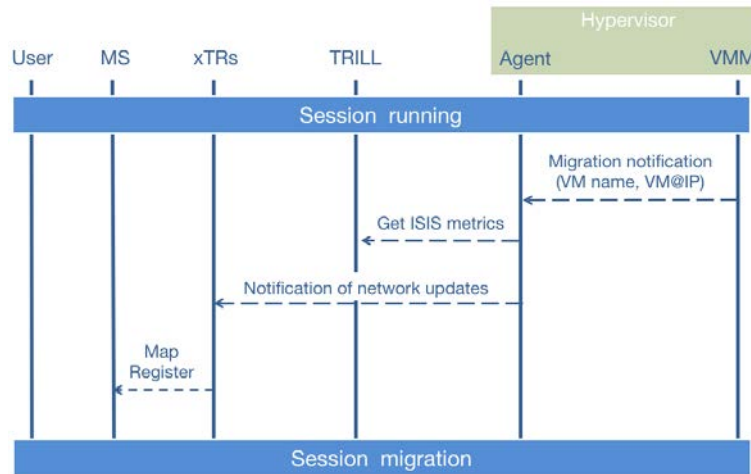 Hypervisor
User MS xTRs TRILL Agent VMM
Session running
Migration notification
(VM name, VM@IP)
Get ISIS metrics
Notification of network updates
Map
Register
Session migration